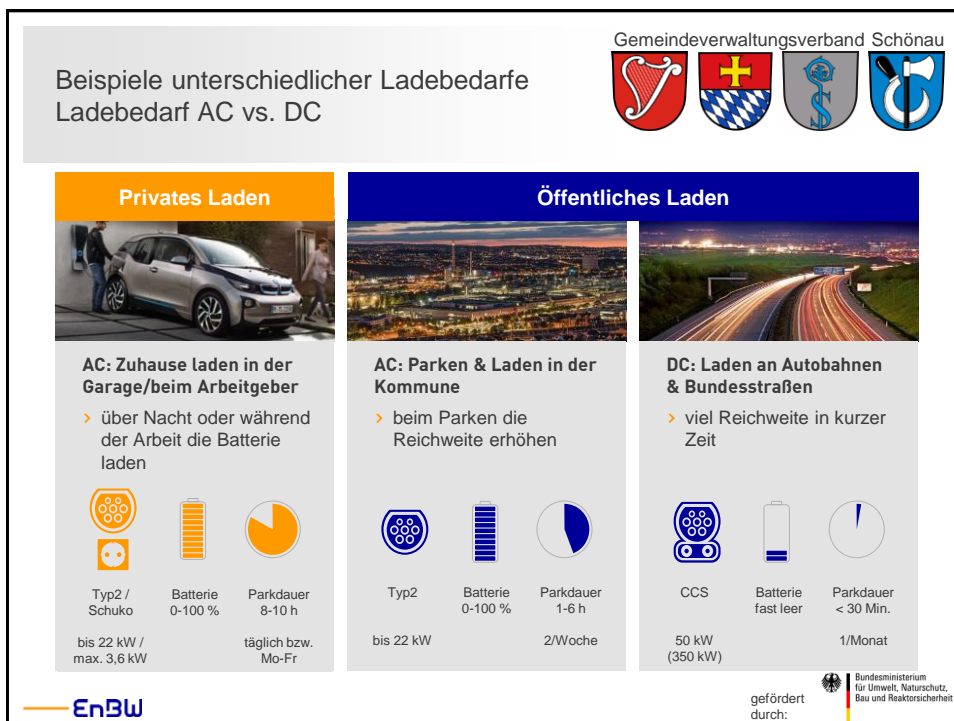 Gemeindeverwaltungsverband Schönau
Beispiele unterschiedlicher Ladebedarfe
Ladebedarf AC vs. DC
Privates Laden
Öffentliches Laden
AC: Zuhause laden in der
Garage/beim Arbeitgeber
> über Nacht oder während
der Arbeit die Batterie
laden
Typ2 /
Schuko
bis 22 kW /
max. 3,6 kW
Batterie
0-100 %
Parkdauer
8-10 h
täglich bzw.
Mo-Fr
AC: Parken & Laden in der
Kommune
> beim Parken die
Reichweite erhöhen
Typ2
bis 22 kW
Batterie
0-100 %
Parkdauer
1-6 h
2/Woche
DC: Laden an Autobahnen
& Bundesstraßen
> viel Reichweite in kurzer
Zeit
CCS
50 kW
(350 kW)
Batterie
fast leer
Parkdauer
< 30 Min.
1/Monat
EnBW
gefördert
durch:
Bundesministerium
für Umwelt, Naturschutz,
Bau und Reaktorsicherheit